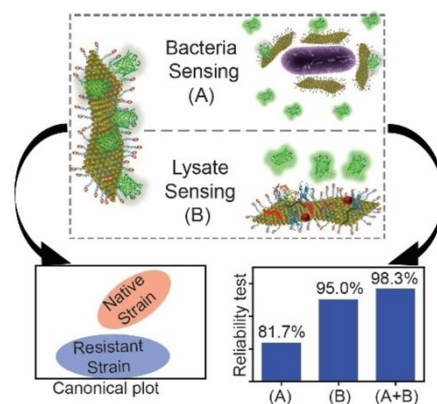 Bacteria
Sensing
(A)
Lysate
Sensing
(B)
Native
Strain
Resistant
Strain
Canonical plot
Reliability test
81.7%
95.0%
98.3%
(A)
(B)
(A+B)